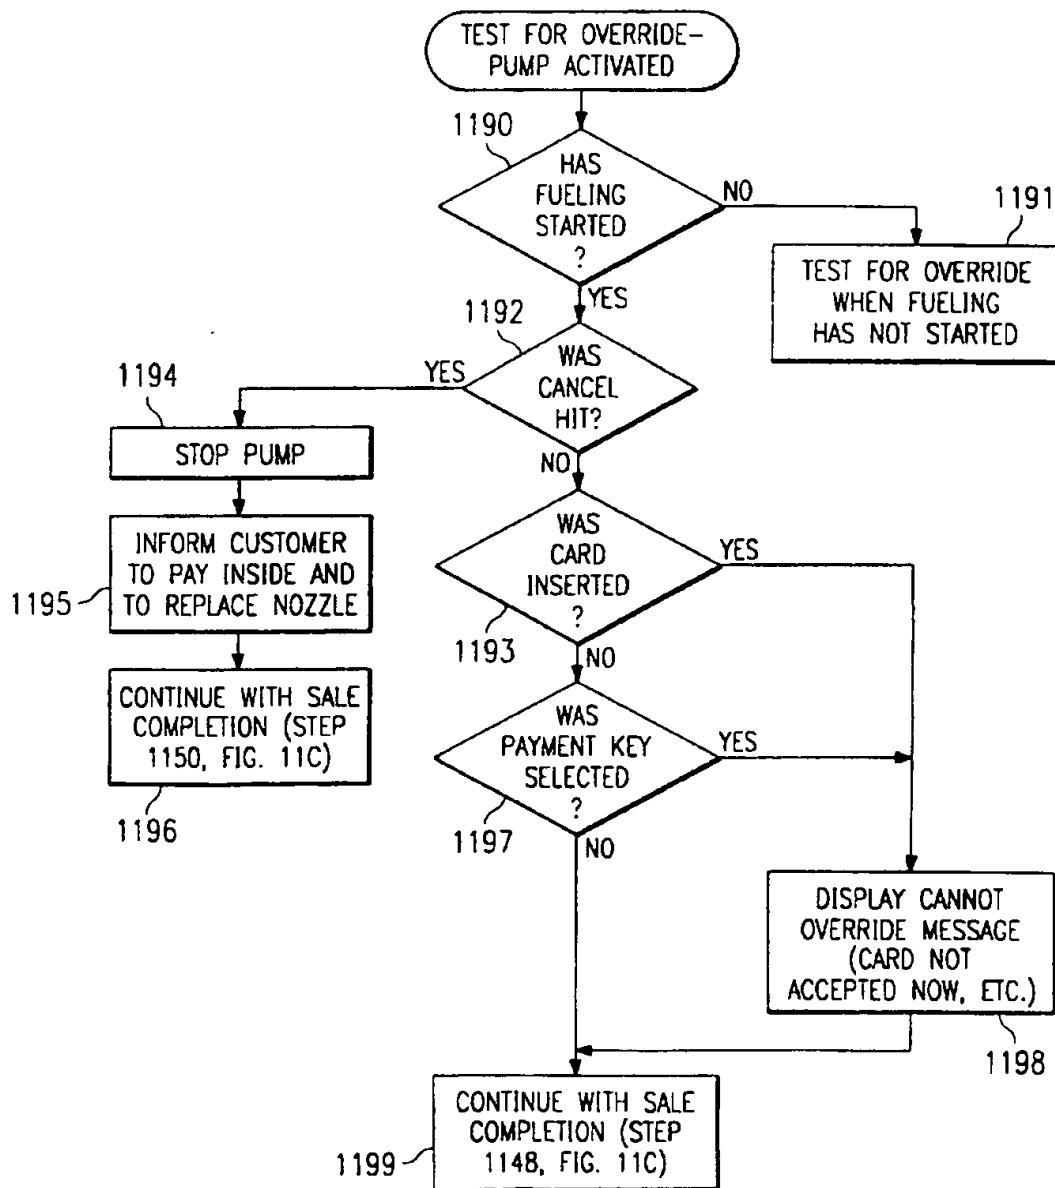 TEST FOR OVERRIDE-
PUMP ACTIVATED
1190
HAS
FUELING
STARTED
?
NO
YES
1191
TEST FOR OVERRIDE
WHEN FUELING
HAS NOT STARTED
1192
WAS
CANCEL
HIT?
YES
NO
1194
STOP PUMP
INFORM CUSTOMER
TO PAY INSIDE AND
TO REPLACE NOZZLE
1195
CONTINUE WITH SALE
COMPLETION (STEP
1150, FIG. 11C)
1196
WAS
CARD
INSERTED
?
YES
1193
NO
WAS
PAYMENT KEY
SELECTED
?
YES
1197
NO
DISPLAY CANNOT
OVERRIDE MESSAGE
(CARD NOT
ACCEPTED NOW, ETC.)
1198
CONTINUE WITH SALE
COMPLETION (STEP
1148, FIG. 11C)
1199